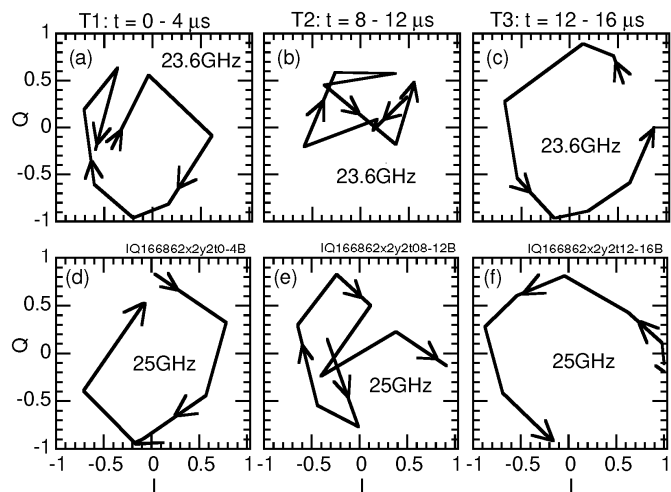 T1: t = 0 - 4 μs T2: t = 8 - 12 μs T3: t = 12 - 16 μs
(a) 23.6GHz (b) 23.6GHz (c) 23.6GHz
1
0.5
0
-0.5
-1
Q
IQ166862x2y2t0-4B IQ166862x2y2t08-12B IQ166862x2y2t12-16B
(d) 25GHz (e) 25GHz (f) 25GHz
1
0.5
0
-0.5
-1
Q
-1 -0.5 0 0.5 1 -0.5 0 0.5 1 -0.5 0 0.5 1
I I I